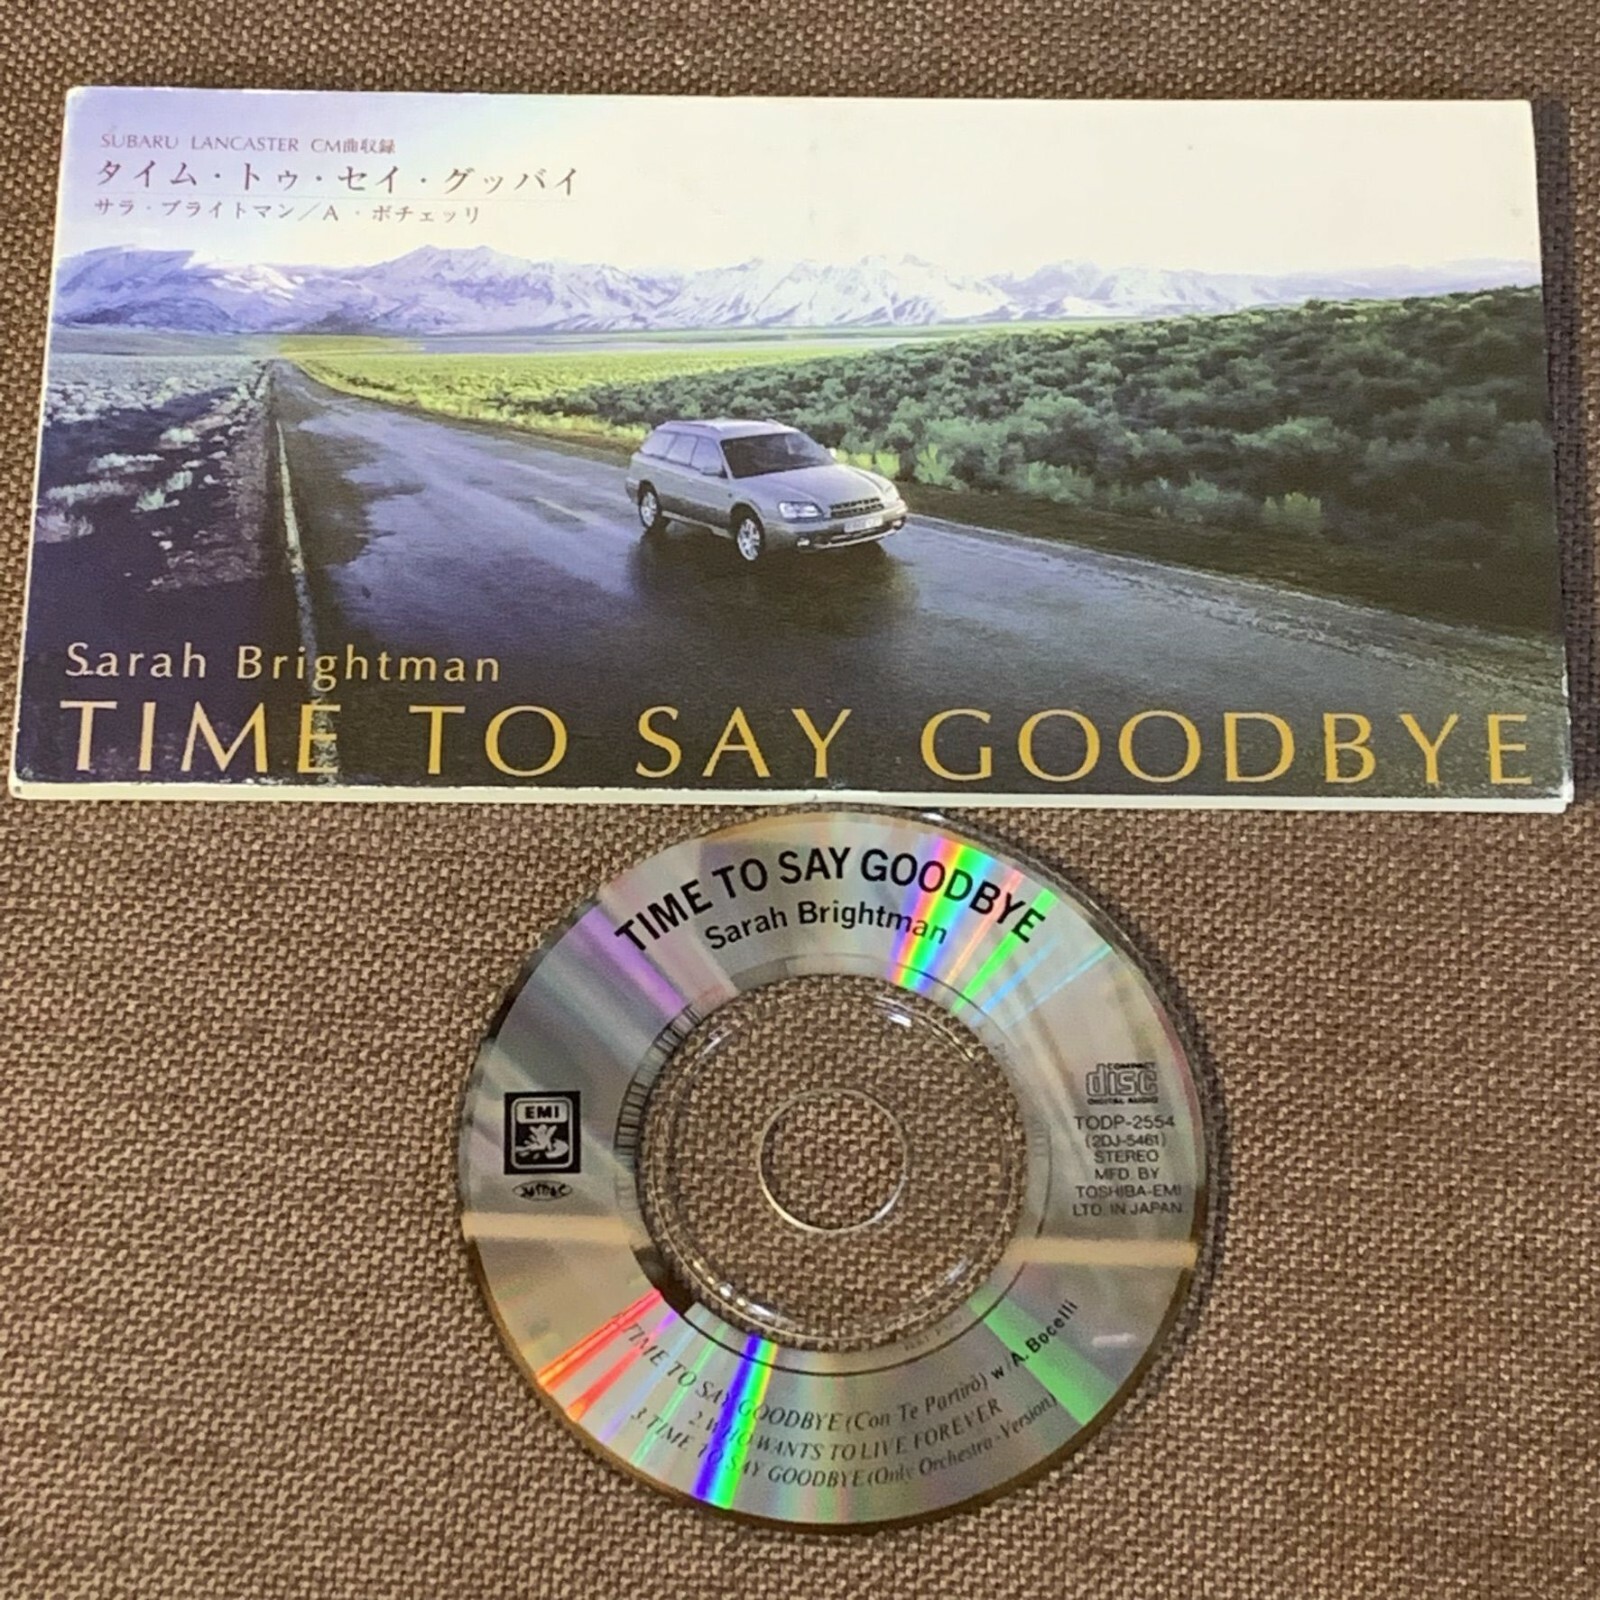 SUBARU LANCASTER CM曲収録
タイム・トゥ・セイ・グッバイ
サラ・ブライトマン／A・ボチェッリ
Sarah Brightman
TIME TO SAY GOODBYE
TIME TO SAY GOODBYE
Sarah Brightman
EMI
JASRAC
COMPACT
disc
DIGITAL AUDIO
TODP-2554
(2DJ-5461)
STEREO
MFD. BY
TOSHIBA-EMI
LTD. IN JAPAN
TIME TO SAY GOODBYE (Con Te Partirò) w/A. Bocelli
2. WHO WANTS TO LIVE FOREVER
3. TIME TO SAY GOODBYE (Only Orchestra-Version)